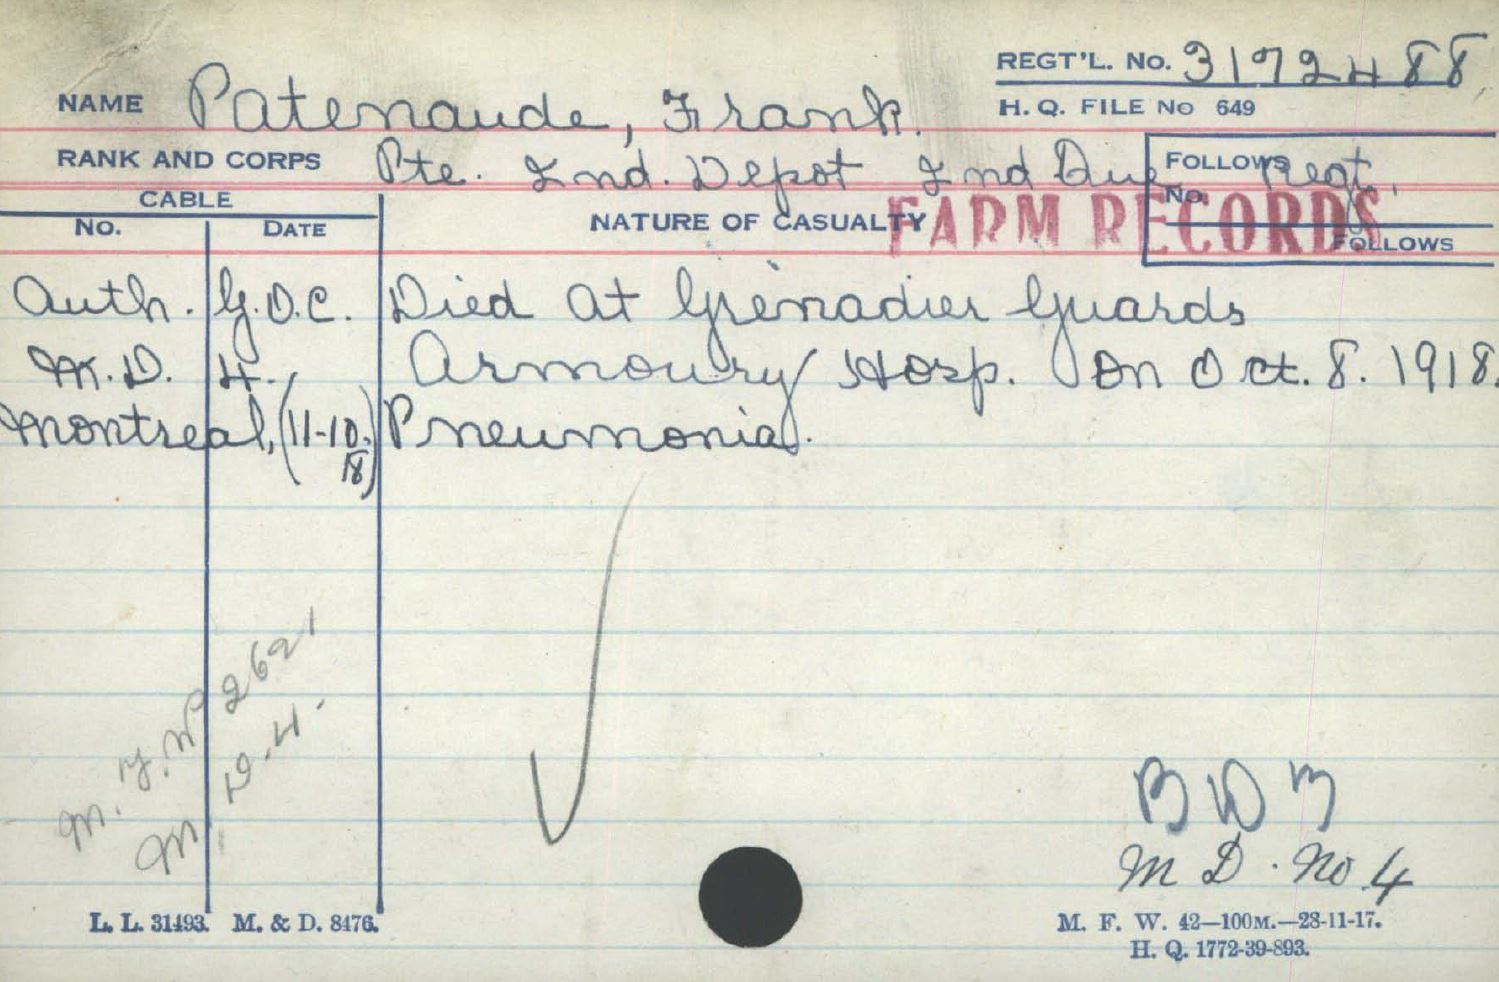 REGT'L. No. 3172488
NAME Patenaude, Frank.
H. Q. FILE No 649
RANK AND CORPS Pte. 2nd. Depot 2nd Que Regt.
FOLLOWS
No.
CABLE
No. DATE
NATURE OF CASUALTY
FARM RECORDS
FOLLOWS
Auth. G.O.C. Died at Grenadier Guards
M.D. 4. Armoury Hosp. on Oct. 8. 1918.
Montreal, (11-10-18) Pneumonia.
2621
M.D.4.
M D. No 4
L. L. 31493. M. & D. 8476.
M. F. W. 42—100M.—28-11-17.
H. Q. 1772-39-893.